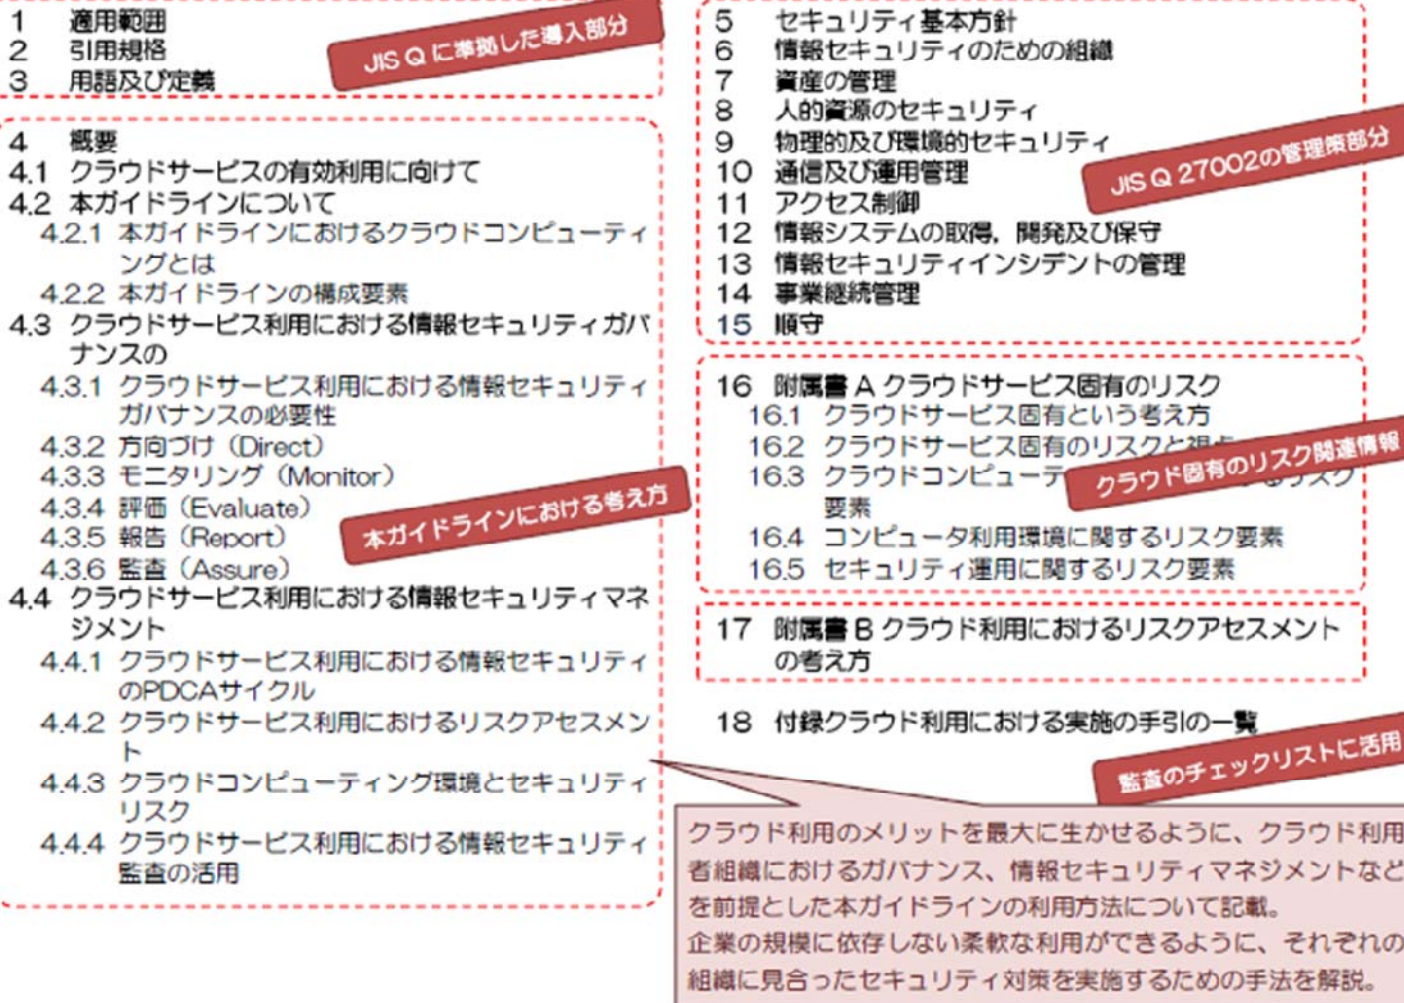 1 適用範囲
2 引用規格
3 用語及び定義
JIS Q に準拠した導入部分
4 概要
4.1 クラウドサービスの有効利用に向けて
4.2 本ガイドラインについて
4.2.1 本ガイドラインにおけるクラウドコンピューティ
ングとは
4.2.2 本ガイドラインの構成要素
4.3 クラウドサービス利用における情報セキュリティガバ
ナンスの
4.3.1 クラウドサービス利用における情報セキュリティ
ガバナンスの必要性
4.3.2 方向づけ（Direct）
4.3.3 モニタリング（Monitor）
4.3.4 評価（Evaluate）
4.3.5 報告（Report）
4.3.6 監査（Assure）
本ガイドラインにおける考え方
4.4 クラウドサービス利用における情報セキュリティマネ
ジメント
4.4.1 クラウドサービス利用における情報セキュリティ
のPDCAサイクル
4.4.2 クラウドサービス利用におけるリスクアセスメン
ト
4.4.3 クラウドコンピューティング環境とセキュリティ
リスク
4.4.4 クラウドサービス利用における情報セキュリティ
監査の活用
5 セキュリティ基本方針
6 情報セキュリティのための組織
7 資産の管理
8 人的資源のセキュリティ
9 物理的及び環境的セキュリティ
10 通信及び運用管理
11 アクセス制御
12 情報システムの取得，開発及び保守
13 情報セキュリティインシデントの管理
14 事業継続管理
15 順守
JIS Q 27002の管理策部分
16 附属書 A クラウドサービス固有のリスク
16.1 クラウドサービス固有という考え方
16.2 クラウドサービス固有のリスクと視点
16.3 クラウドコンピューテ リスク
要素
16.4 コンピュータ利用環境に関するリスク要素
16.5 セキュリティ運用に関するリスク要素
クラウド固有のリスク関連情報
17 附属書 B クラウド利用におけるリスクアセスメント
の考え方
18 付録クラウド利用における実施の手引の一覧
監査のチェックリストに活用
クラウド利用のメリットを最大に生かせるように、クラウド利用
者組織におけるガバナンス、情報セキュリティマネジメントなど
を前提とした本ガイドラインの利用方法について記載。
企業の規模に依存しない柔軟な利用ができるように、それぞれの
組織に見合ったセキュリティ対策を実施するための手法を解説。